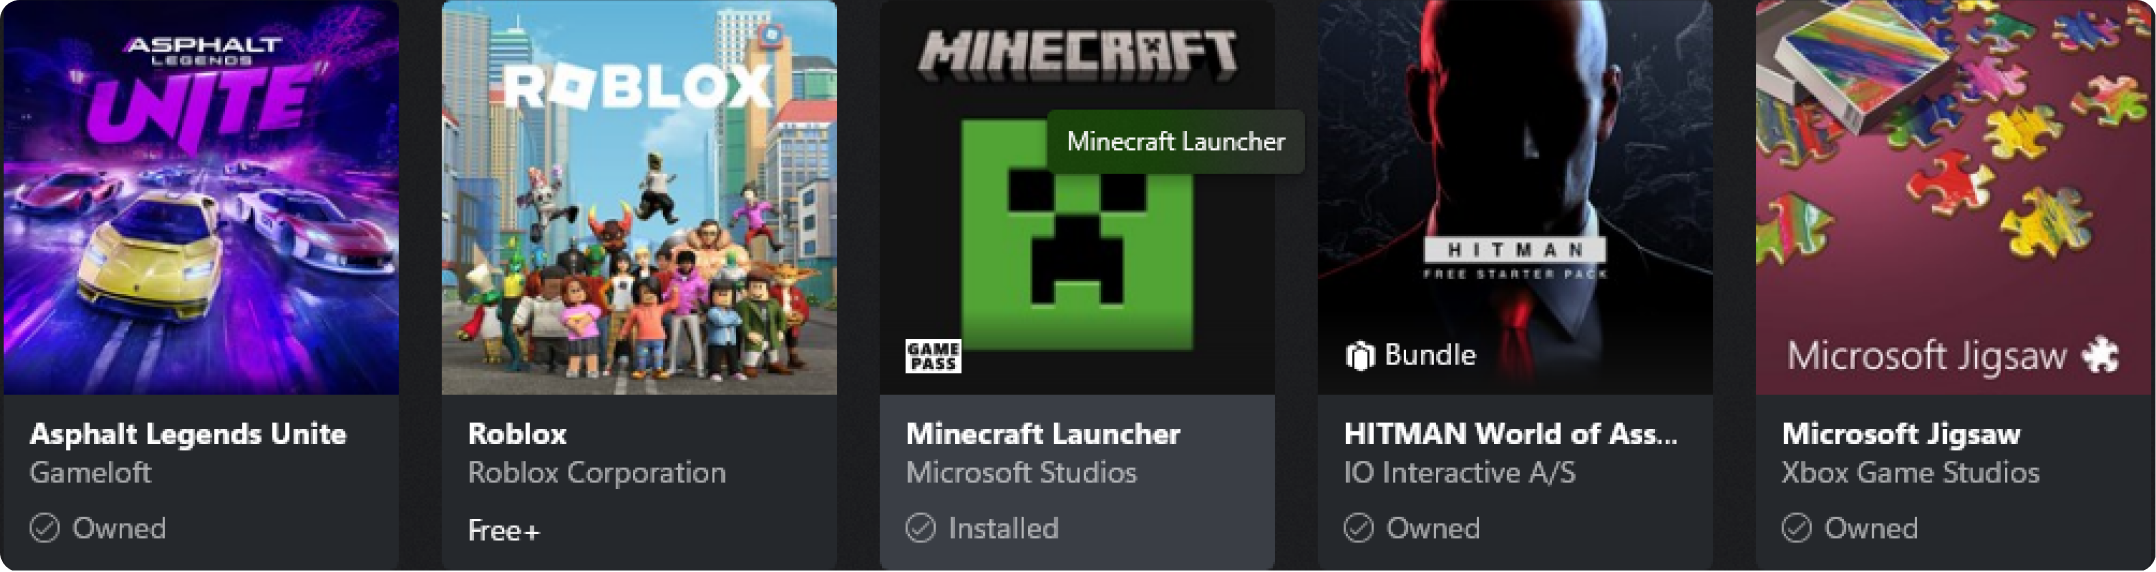 ASPHALT
LEGENDS
UNITE
Asphalt Legends Unite
Gameloft
Owned
ROBLOX
Roblox
Roblox Corporation
Free+
MINECRAFT
Minecraft Launcher
GAME
PASS
Minecraft Launcher
Microsoft Studios
Installed
HITMAN
FREE STARTER PACK
Bundle
HITMAN World of Ass...
IO Interactive A/S
Owned
Microsoft Jigsaw
Microsoft Jigsaw
Xbox Game Studios
Owned